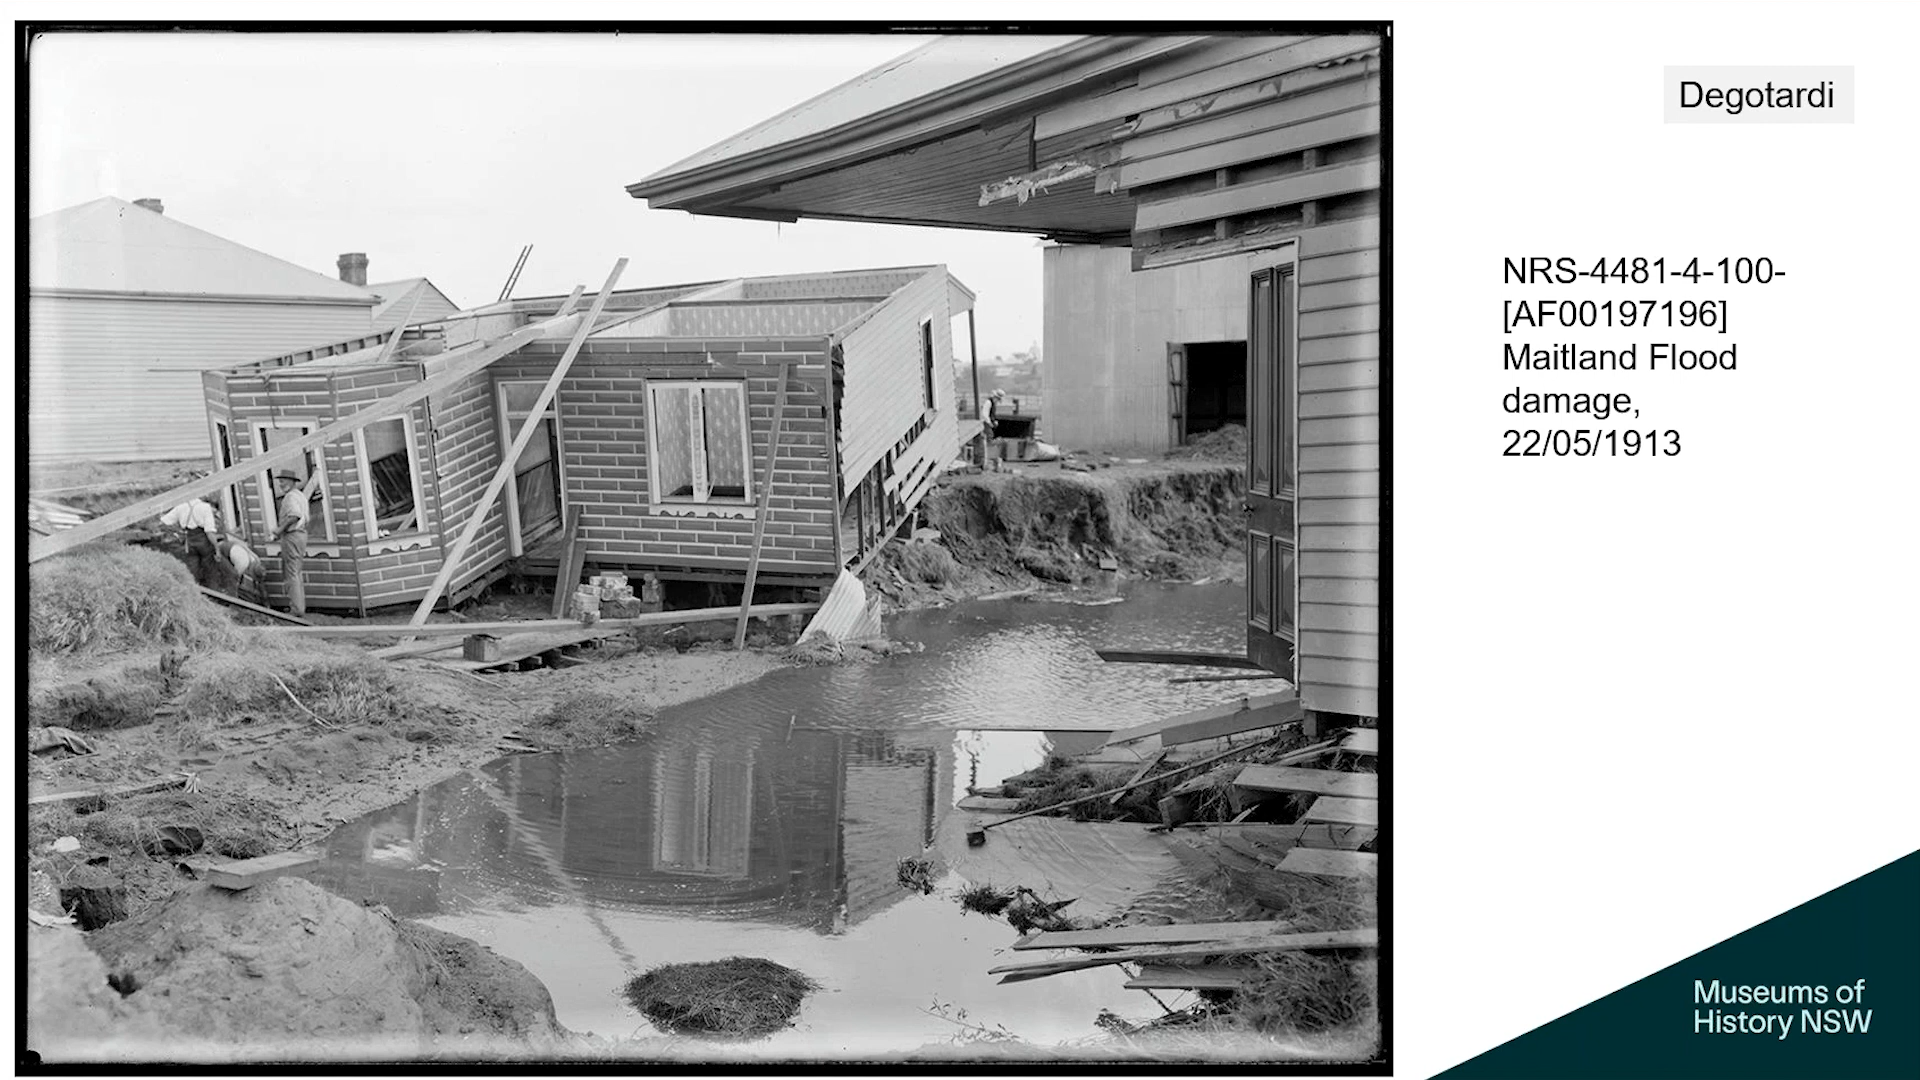 Degotardi
NRS-4481-4-100-
[AF00197196]
Maitland Flood
damage,
22/05/1913
Museums of
History NSW